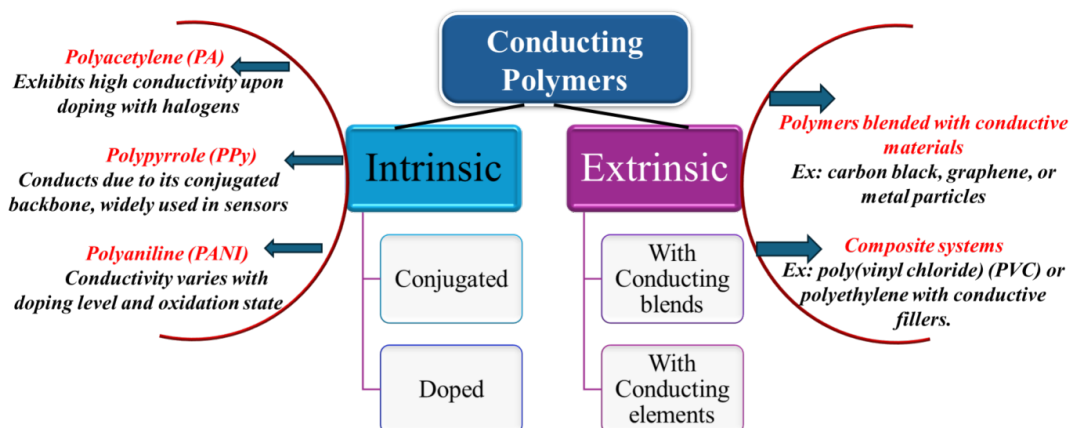 Conducting
Polymers
Polyacetylene (PA)
Exhibits high conductivity upon
doping with halogens
Polypyrrole (PPy)
Conducts due to its conjugated
backbone, widely used in sensors
Polyaniline (PANI)
Conductivity varies with
doping level and oxidation state
Intrinsic
Conjugated
Doped
Extrinsic
With
Conducting
blends
With
Conducting
elements
Polymers blended with conductive
materials
Ex: carbon black, graphene, or
metal particles
Composite systems
Ex: poly(vinyl chloride) (PVC) or
polyethylene with conductive
fillers.